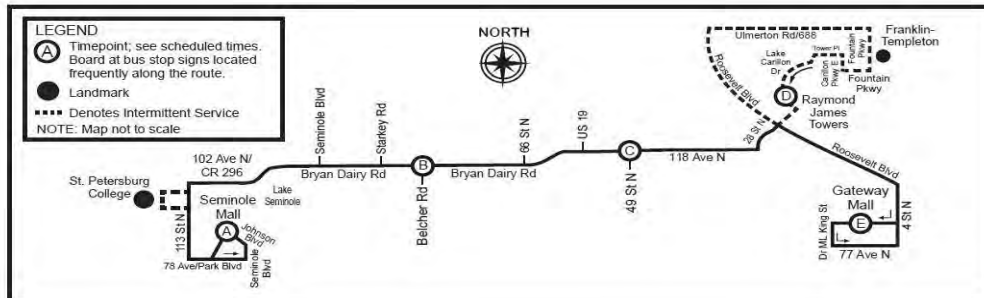 LEGEND
A
Timepoint; see scheduled times.
Board at bus stop signs located
frequently along the route.
Landmark
Denotes Intermittent Service
NOTE: Map not to scale
NORTH
Ulmerton Rd/688
Franklin-
Templeton
Lake
Carillon
Dr
Tower Pl
Carillon
Pkwy E
Fountain
Pkwy
Fountain
Pkwy
Roosevelt Blvd
D
Raymond
James
Towers
28 St N
Roosevelt Blvd
102 Ave N/
CR 296
Seminole Blvd
Starkey Rd
B
66 St N
US 19
C
118 Ave N
Bryan Dairy Rd
Bryan Dairy Rd
Belcher Rd
49 St N
Lake
Seminole
St. Petersburg
College
113 St N
Seminole
Mall
A
Johnson
Blvd
Seminole
Blvd
78 Ave/Park Blvd
Gateway
Mall
E
Dr ML King St
4 St N
77 Ave N